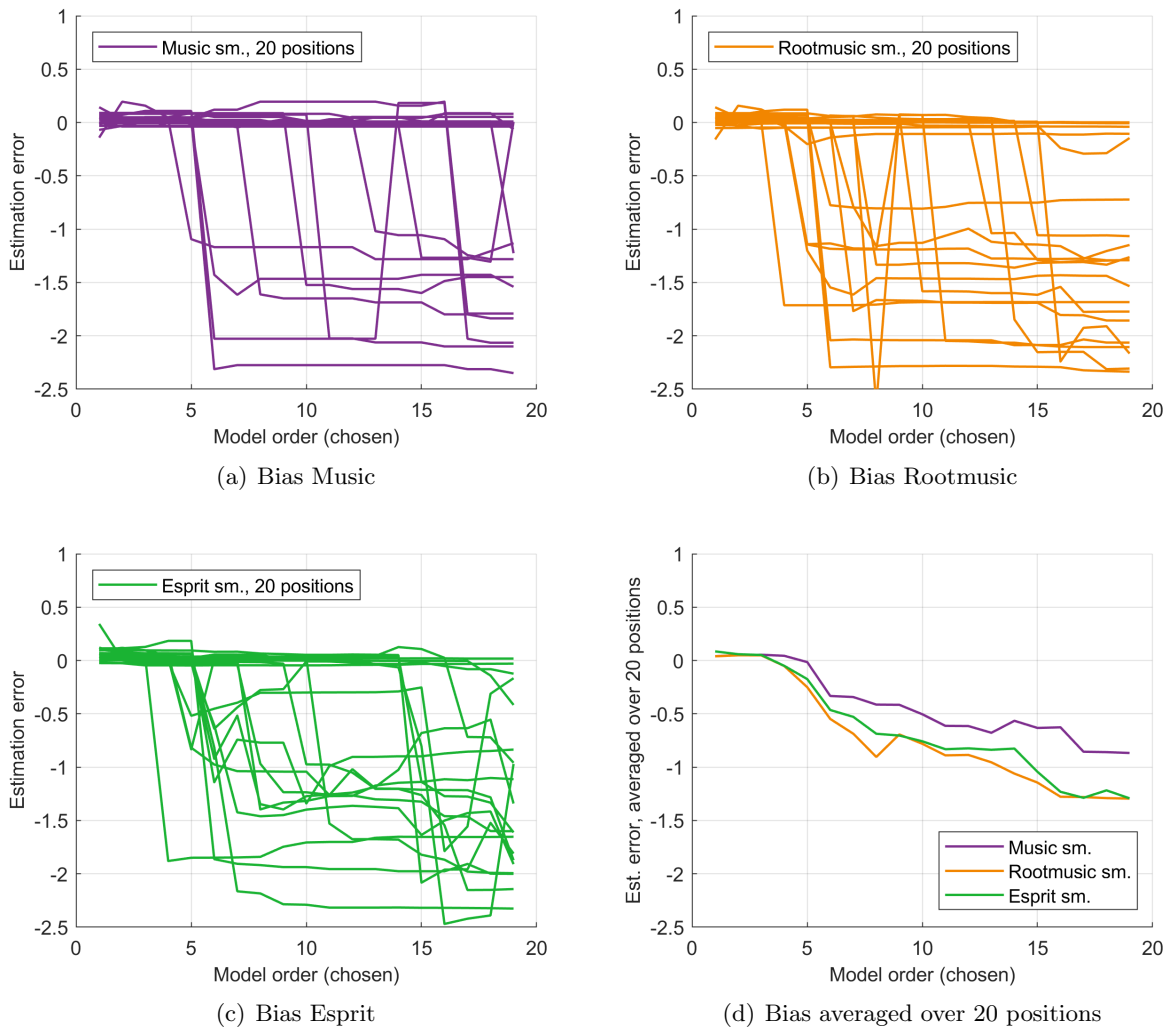 Music sm., 20 positions
Estimation error
1
0.5
0
-0.5
-1
-1.5
-2
-2.5
0 5 10 15 20
Model order (chosen)
(a) Bias Music
Rootmusic sm., 20 positions
Estimation error
1
0.5
0
-0.5
-1
-1.5
-2
-2.5
0 5 10 15 20
Model order (chosen)
(b) Bias Rootmusic
Esprit sm., 20 positions
Estimation error
1
0.5
0
-0.5
-1
-1.5
-2
-2.5
0 5 10 15 20
Model order (chosen)
(c) Bias Esprit
Est. error, averaged over 20 positions
1
0.5
0
-0.5
-1
-1.5
-2
-2.5
Music sm.
Rootmusic sm.
Esprit sm.
0 5 10 15 20
Model order (chosen)
(d) Bias averaged over 20 positions